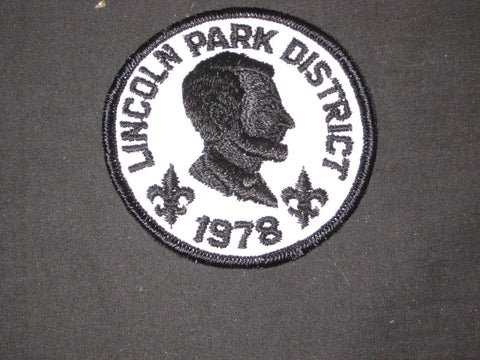 LINCOLN PARK DISTRICT
1978